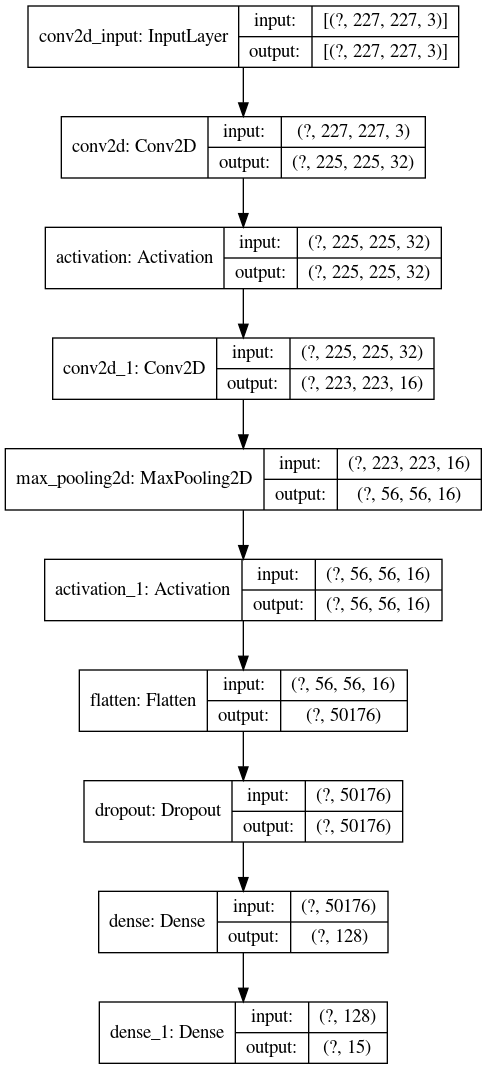 conv2d_input: InputLayer
input:
[(?, 227, 227, 3)]
output:
[(?, 227, 227, 3)]
conv2d: Conv2D
input:
(?, 227, 227, 3)
output:
(?, 225, 225, 32)
activation: Activation
input:
(?, 225, 225, 32)
output:
(?, 225, 225, 32)
conv2d_1: Conv2D
input:
(?, 225, 225, 32)
output:
(?, 223, 223, 16)
max_pooling2d: MaxPooling2D
input:
(?, 223, 223, 16)
output:
(?, 56, 56, 16)
activation_1: Activation
input:
(?, 56, 56, 16)
output:
(?, 56, 56, 16)
flatten: Flatten
input:
(?, 56, 56, 16)
output:
(?, 50176)
dropout: Dropout
input:
(?, 50176)
output:
(?, 50176)
dense: Dense
input:
(?, 50176)
output:
(?, 128)
dense_1: Dense
input:
(?, 128)
output:
(?, 15)